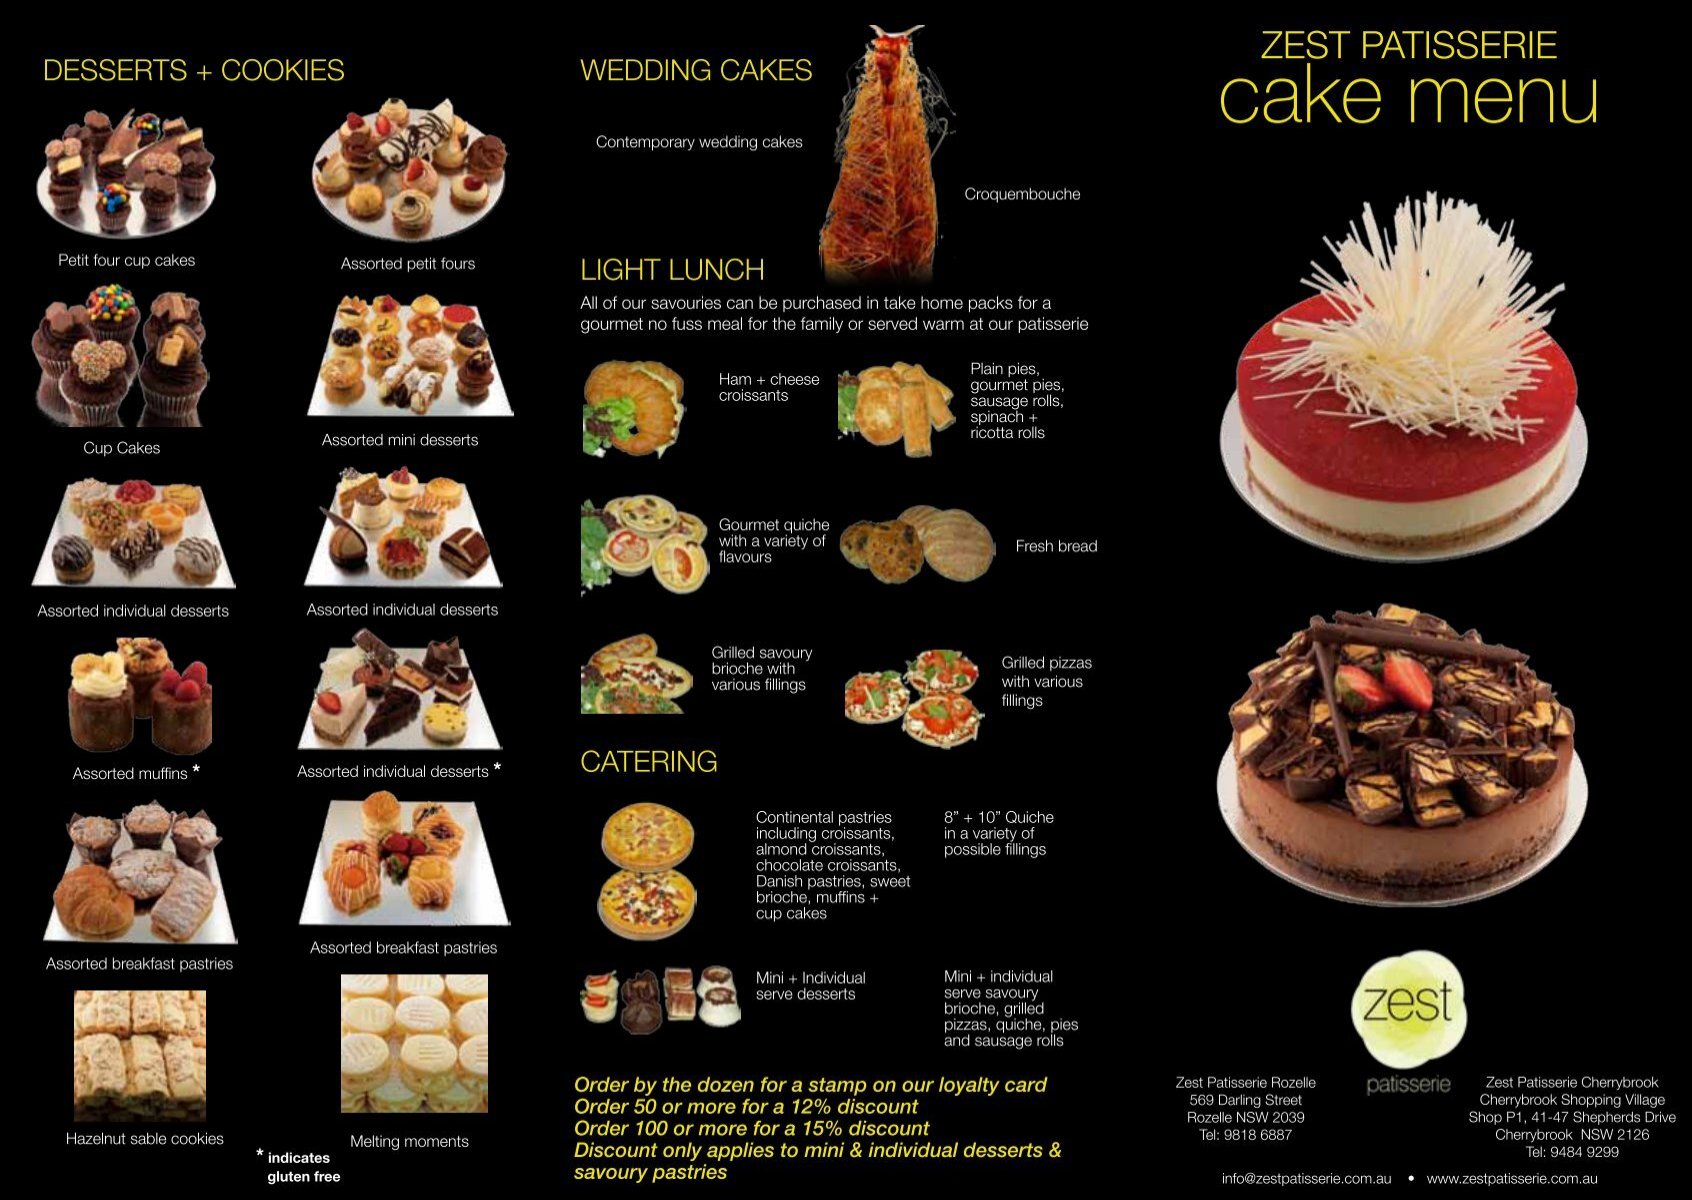 DESSERTS + COOKIES
Petit four cup cakes
Assorted petit fours
Cup Cakes
Assorted mini desserts
Assorted individual desserts
Assorted individual desserts
Assorted muffins *
Assorted individual desserts *
Assorted breakfast pastries
Assorted breakfast pastries
Hazelnut sable cookies
Melting moments
* indicates
gluten free
WEDDING CAKES
Contemporary wedding cakes
Croquembouche
LIGHT LUNCH
All of our savouries can be purchased in take home packs for a
gourmet no fuss meal for the family or served warm at our patisserie
Ham + cheese
croissants
Plain pies,
gourmet pies,
sausage rolls,
spinach +
ricotta rolls
Gourmet quiche
with a variety of
flavours
Fresh bread
Grilled savoury
brioche with
various fillings
Grilled pizzas
with various
fillings
CATERING
Continental pastries
including croissants,
almond croissants,
chocolate croissants,
Danish pastries, sweet
brioche, muffins +
cup cakes
8” + 10” Quiche
in a variety of
possible fillings
Mini + Individual
serve desserts
Mini + individual
serve savoury
brioche, grilled
pizzas, quiche, pies
and sausage rolls
Order by the dozen for a stamp on our loyalty card
Order 50 or more for a 12% discount
Order 100 or more for a 15% discount
Discount only applies to mini & individual desserts &
savoury pastries
ZEST PATISSERIE
cake menu
zest
patisserie
Zest Patisserie Rozelle
569 Darling Street
Rozelle NSW 2039
Tel: 9818 6887
Zest Patisserie Cherrybrook
Cherrybrook Shopping Village
Shop P1, 41-47 Shepherds Drive
Cherrybrook NSW 2126
Tel: 9484 9299
info@zestpatisserie.com.au • www.zestpatisserie.com.au